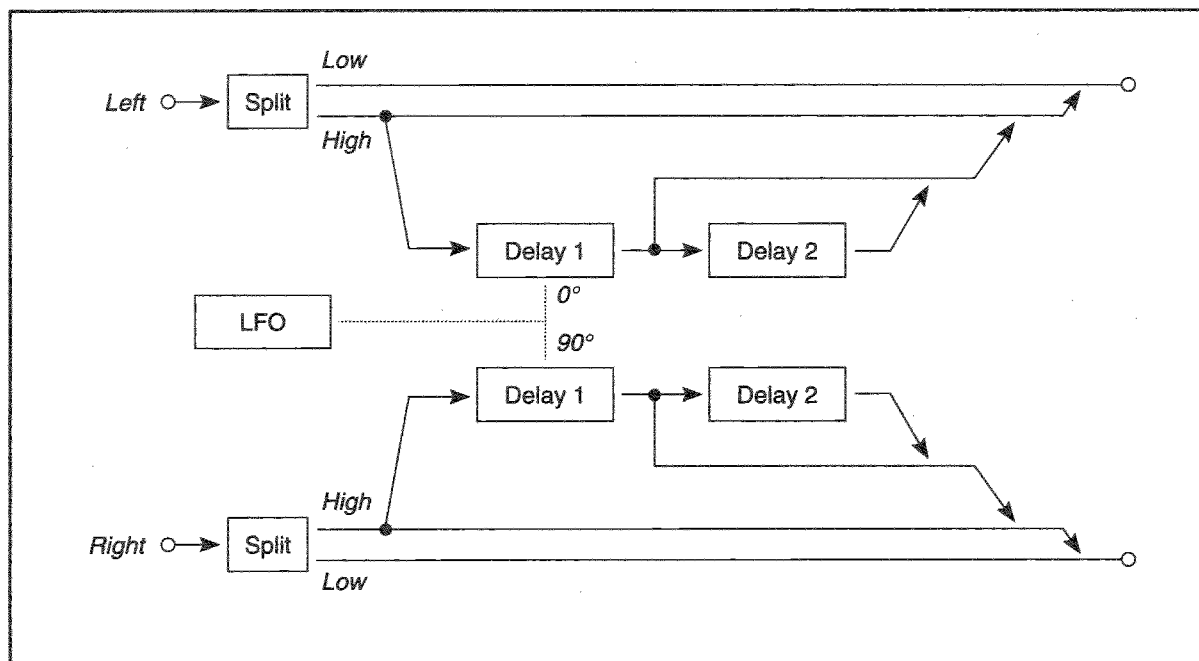 Low
Left
Split
High
Delay 1
Delay 2
0°
LFO
90°
Delay 1
Delay 2
High
Right
Split
Low